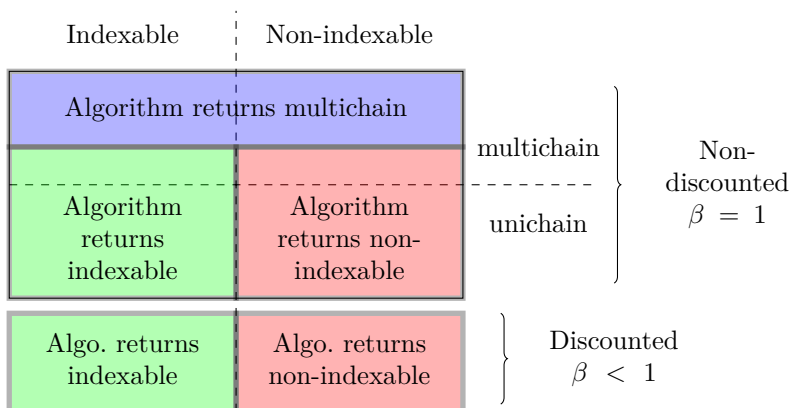 Indexable
Non-indexable
Algorithm returns multichain
multichain
unichain
Algorithm
returns
indexable
Algorithm
returns non-
indexable
Non-
discounted
β = 1
Algo. returns
indexable
Algo. returns
non-indexable
Discounted
β < 1